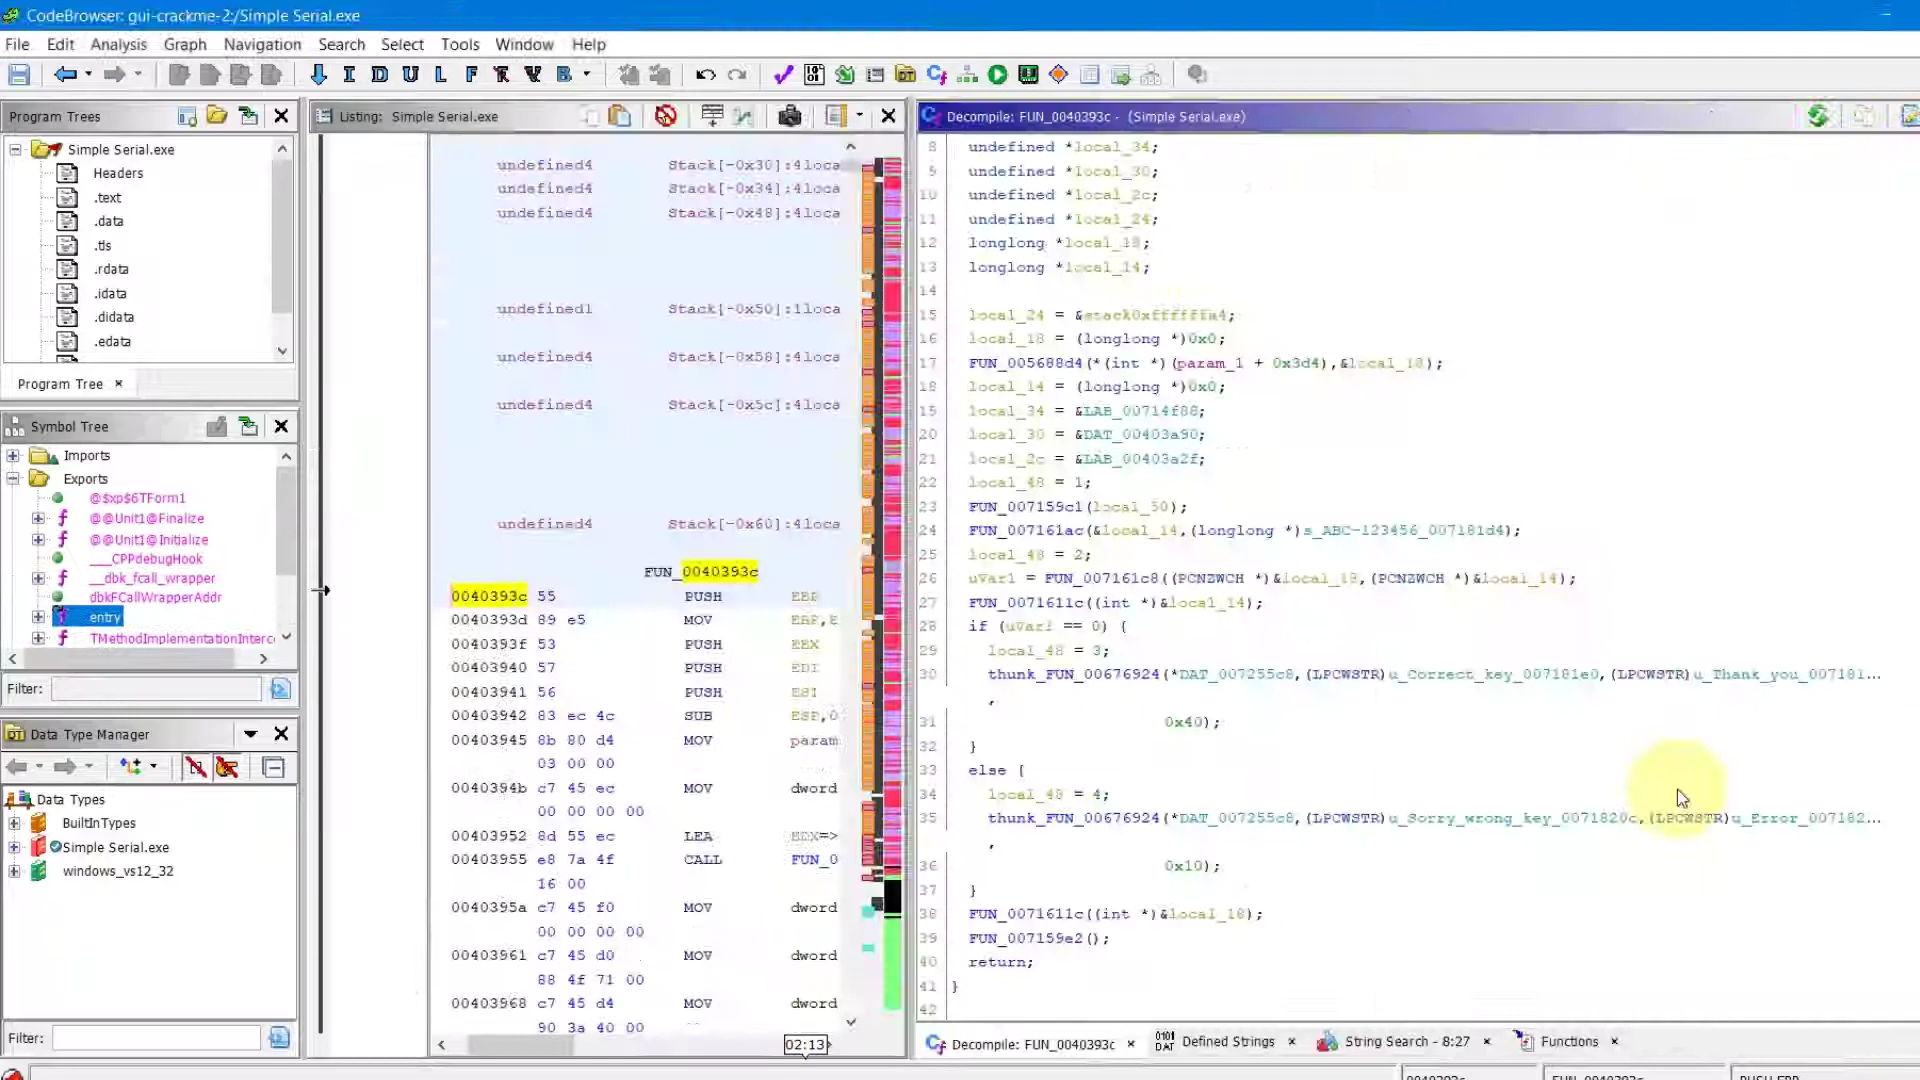 CodeBrowser: gui-crackme-2:/Simple Serial.exe
File Edit Analysis Graph Navigation Search Select Tools Window Help
Program Trees
Simple Serial.exe
Headers
.text
.data
.tls
.rdata
.idata
.didata
.edata
Program Tree
Symbol Tree
Imports
Exports
@$xp$6TForm1
@@Unit1@Finalize
@@Unit1@Initialize
___CPPdebugHook
__dbk_fcall_wrapper
dbkFCallWrapperAddr
entry
TMethodImplementationInterc
Filter:
Data Type Manager
Data Types
BuiltInTypes
Simple Serial.exe
windows_vs12_32
Filter:
Listing: Simple Serial.exe
undefined4 Stack[-0x30]:4loca
undefined4 Stack[-0x34]:4loca
undefined4 Stack[-0x48]:4loca
undefined1 Stack[-0x50]:1loca
undefined4 Stack[-0x58]:4loca
undefined4 Stack[-0x5c]:4loca
undefined4 Stack[-0x60]:4loca
FUN_0040393c
0040393c 55 PUSH EBP
0040393d 89 e5 MOV
0040393f 53 PUSH EBX
00403940 57 PUSH EDI
00403941 56 PUSH ESI
00403942 83 ec 4c SUB ESP,0
00403945 8b 80 d4 MOV param
03 00 00
0040394b c7 45 ec MOV dword
00 00 00 00
00403952 8d 55 ec LEA EDX=>
00403955 e8 7a 4f CALL FUN_0
16 00
0040395a c7 45 f0 MOV dword
00 00 00 00
00403961 c7 45 d0 MOV dword
88 4f 71 00
00403968 c7 45 d4 MOV dword
90 3a 40 00
02:13
Decompile: FUN_0040393c - (Simple Serial.exe)
8 undefined *local_34;
9 undefined *local_30;
10 undefined *local_2c;
11 undefined *local_24;
12 longlong *local_18;
13 longlong *local_14;
14
15 local_24 = &stack0xffffffa4;
16 local_18 = (longlong *)0x0;
17 FUN_005688d4(*(int *)(param_1 + 0x3d4),&local_18);
18 local_14 = (longlong *)0x0;
19 local_34 = &LAB_00714f88;
20 local_30 = &DAT_00403a90;
21 local_2c = &LAB_00403a2f;
22 local_48 = 1;
23 FUN_007159c1(local_50);
24 FUN_007161ac(&local_14,(longlong *)s_ABC-123456_007181d4);
25 local_48 = 2;
26 uVar1 = FUN_007161c8((PCNZWCH *)&local_18,(PCNZWCH *)&local_14);
27 FUN_0071611c((int *)&local_14);
28 if (uVar1 == 0) {
29 local_48 = 3;
30 thunk_FUN_00676924(*DAT_007255c8,(LPCWSTR)u_Correct_key_007181e0,(LPCWSTR)u_Thank_you_007181...
,
31 0x40);
32 }
33 else {
34 local_48 = 4;
35 thunk_FUN_00676924(*DAT_007255c8,(LPCWSTR)u_Sorry_wrong_key_0071820c,(LPCWSTR)u_Error_007182...
,
36 0x10);
37 }
38 FUN_0071611c((int *)&local_18);
39 FUN_007159e2();
40 return;
41 }
42
Decompile: FUN_0040393c Defined Strings String Search - 8:27 Functions